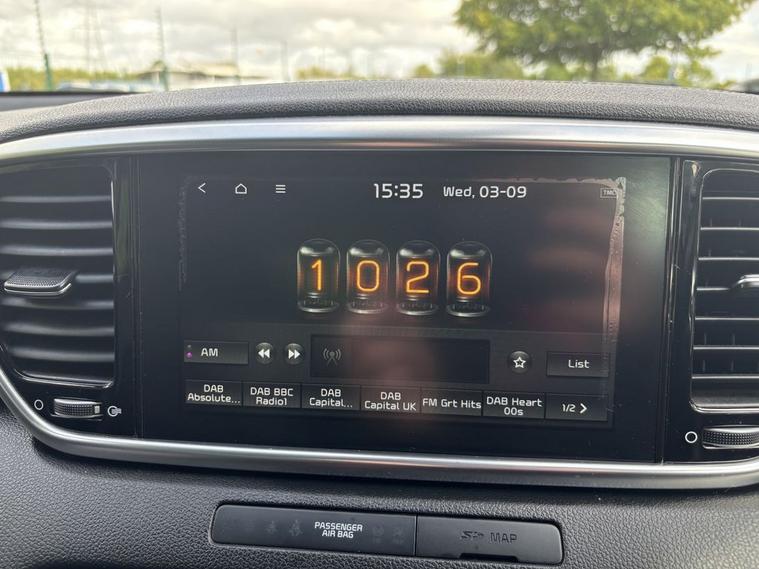 15:35 Wed, 03-09 TMC
1026
AM
List
DAB Absolute...
DAB BBC Radio1
DAB Capital...
DAB Capital UK
FM Grt Hits
DAB Heart 00s
1/2
PASSENGER
AIR BAG
MAP